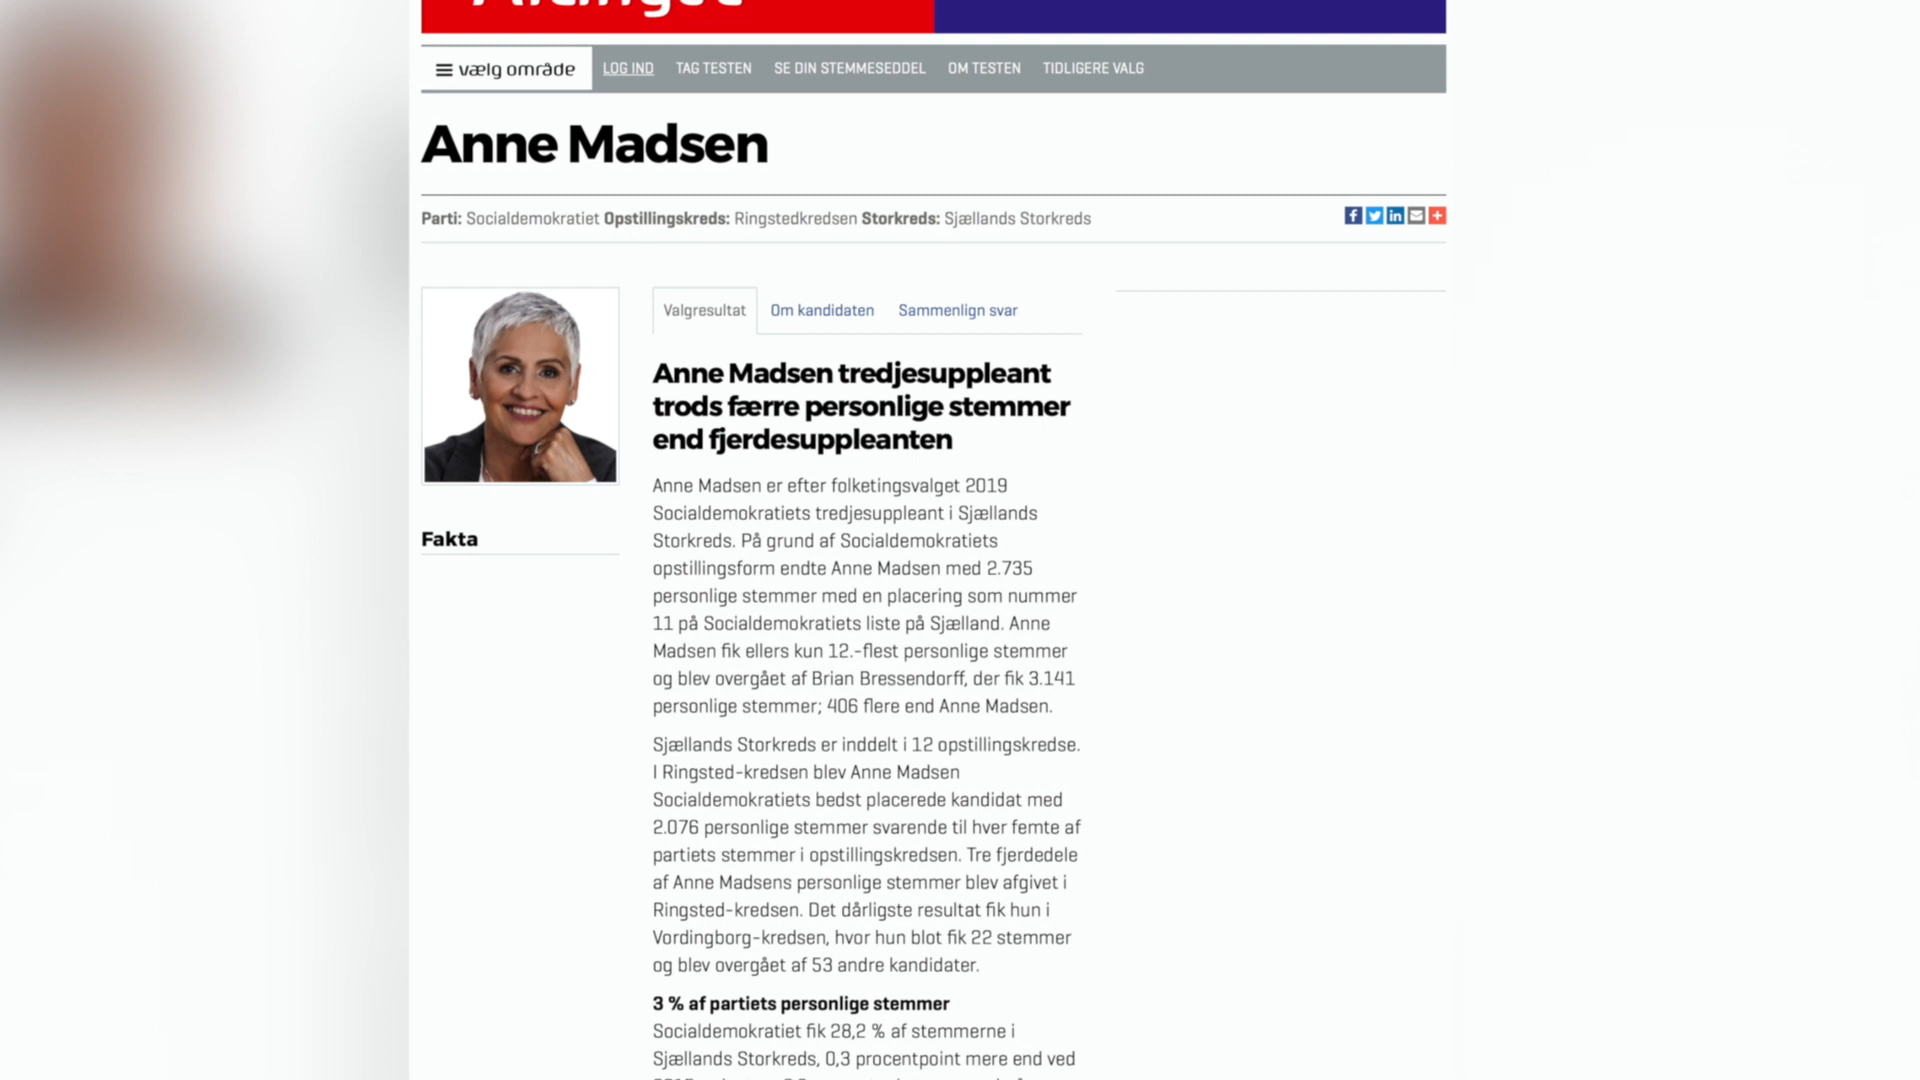 vælg område
LOG IND
TAG TESTEN
SE DIN STEMMESEDDEL
OM TESTEN
TIDLIGERE VALG
Anne Madsen
Parti: Socialdemokratiet Opstillingskreds: Ringstedkredsen Storkreds: Sjællands Storkreds
Valgresultat
Om kandidaten
Sammenlign svar
Anne Madsen tredjesuppleant
trods færre personlige stemmer
end fjerdesuppleanten
Fakta
Anne Madsen er efter folketingsvalget 2019
Socialdemokratiets tredjesuppleant i Sjællands
Storkreds. På grund af Socialdemokratiets
opstillingsform endte Anne Madsen med 2.735
personlige stemmer med en placering som nummer
11 på Socialdemokratiets liste på Sjælland. Anne
Madsen fik ellers kun 12.-flest personlige stemmer
og blev overgået af Brian Bressendorff, der fik 3.141
personlige stemmer; 406 flere end Anne Madsen.
Sjællands Storkreds er inddelt i 12 opstillingskredse.
I Ringsted-kredsen blev Anne Madsen
Socialdemokratiets bedst placerede kandidat med
2.076 personlige stemmer svarende til hver femte af
partiets stemmer i opstillingskredsen. Tre fjerdedele
af Anne Madsens personlige stemmer blev afgivet i
Ringsted-kredsen. Det dårligste resultat fik hun i
Vordingborg-kredsen, hvor hun blot fik 22 stemmer
og blev overgået af 53 andre kandidater.
3 % af partiets personlige stemmer
Socialdemokratiet fik 28,2 % af stemmerne i
Sjællands Storkreds, 0,3 procentpoint mere end ved